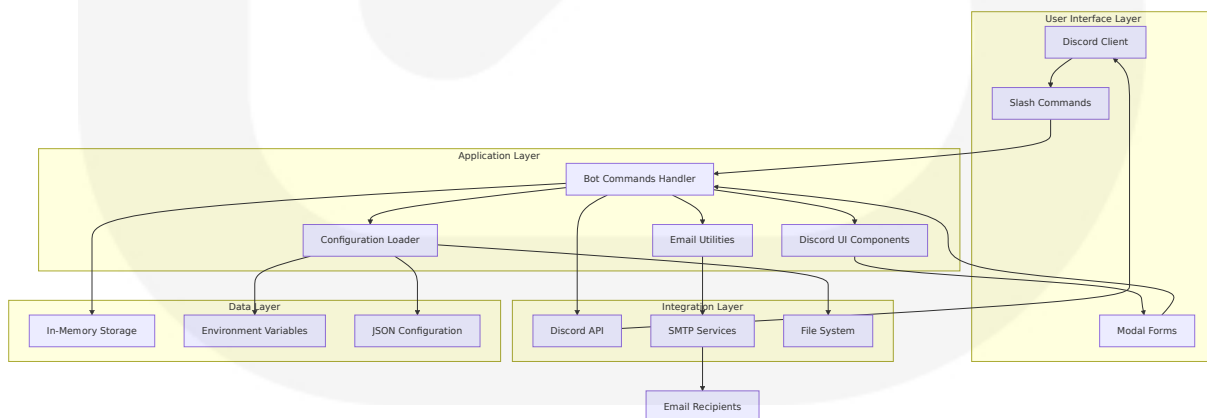 User Interface Layer
Discord Client
Slash Commands
Application Layer
Bot Commands Handler
Configuration Loader
Email Utilities
Discord UI Components
Data Layer
In-Memory Storage
Environment Variables
JSON Configuration
Integration Layer
Discord API
SMTP Services
File System
Modal Forms
Email Recipients